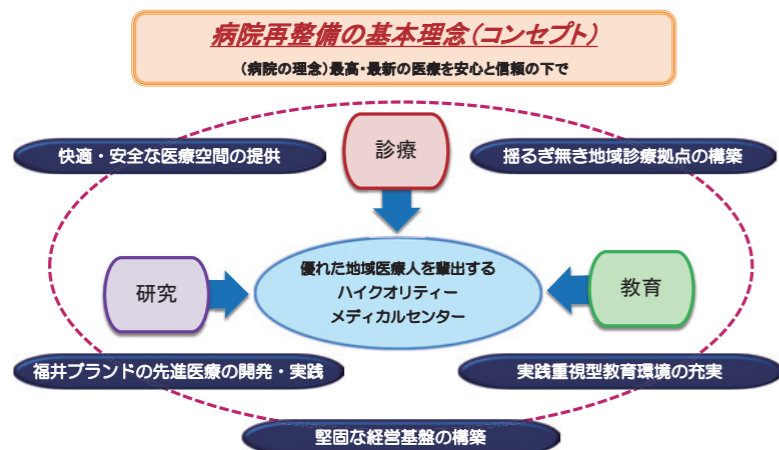 病院再整備の基本理念(コンセプト)
(病院の理念)最高・最新の医療を安心と信頼の下で
診療
快適・安全な医療空間の提供
揺るぎ無き地域診療拠点の構築
研究
優れた地域医療人を輩出する
ハイクオリティー
メディカルセンター
教育
福井ブランドの先進医療の開発・実践
実践重視型教育環境の充実
堅固な経営基盤の構築